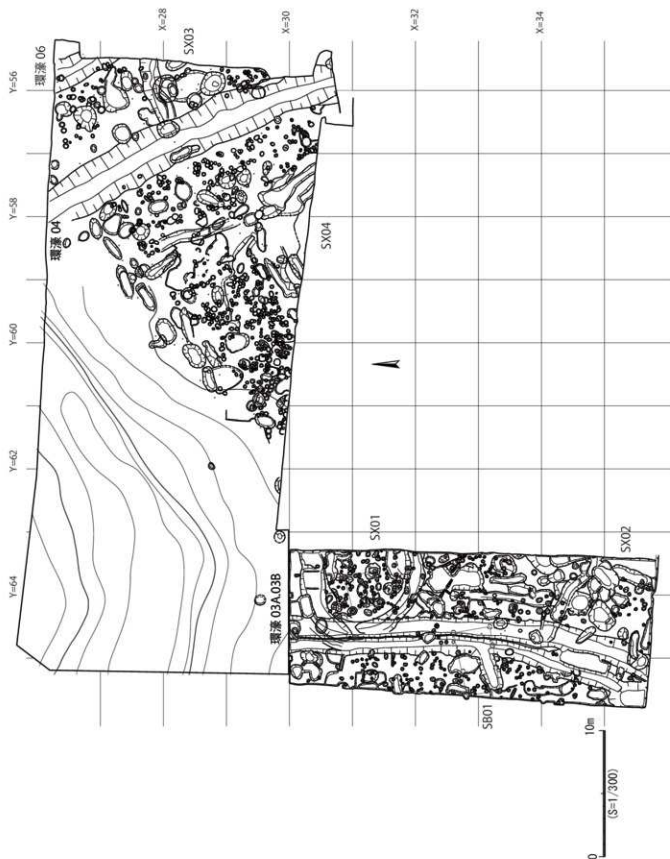 X=28
X=30
X=32
X=34
Y=56
Y=58
Y=60
Y=62
Y=64
環濠 06
SX03
環濠 04
SX04
環濠 03A.03B
SX01
SX02
SB01
0
10m
(S=1/300)